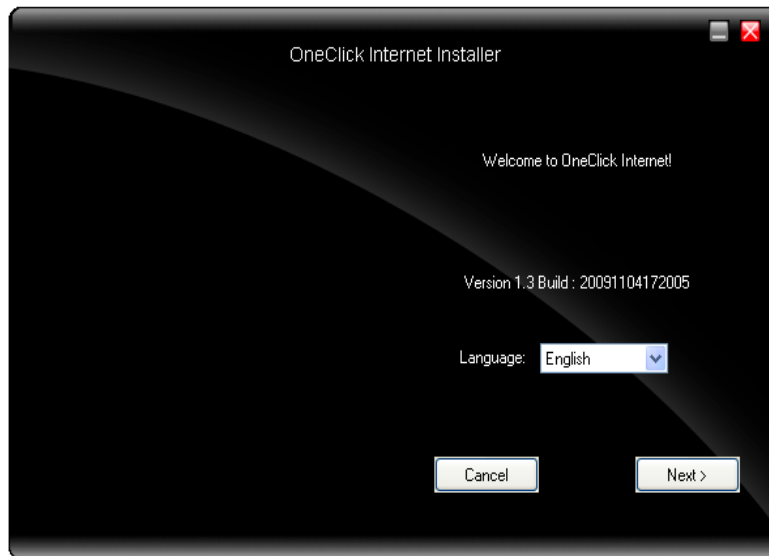 OneClick Internet Installer
Welcome to OneClick Internet!
Version 1.3 Build : 20091104172005
Language: English
Cancel Next >